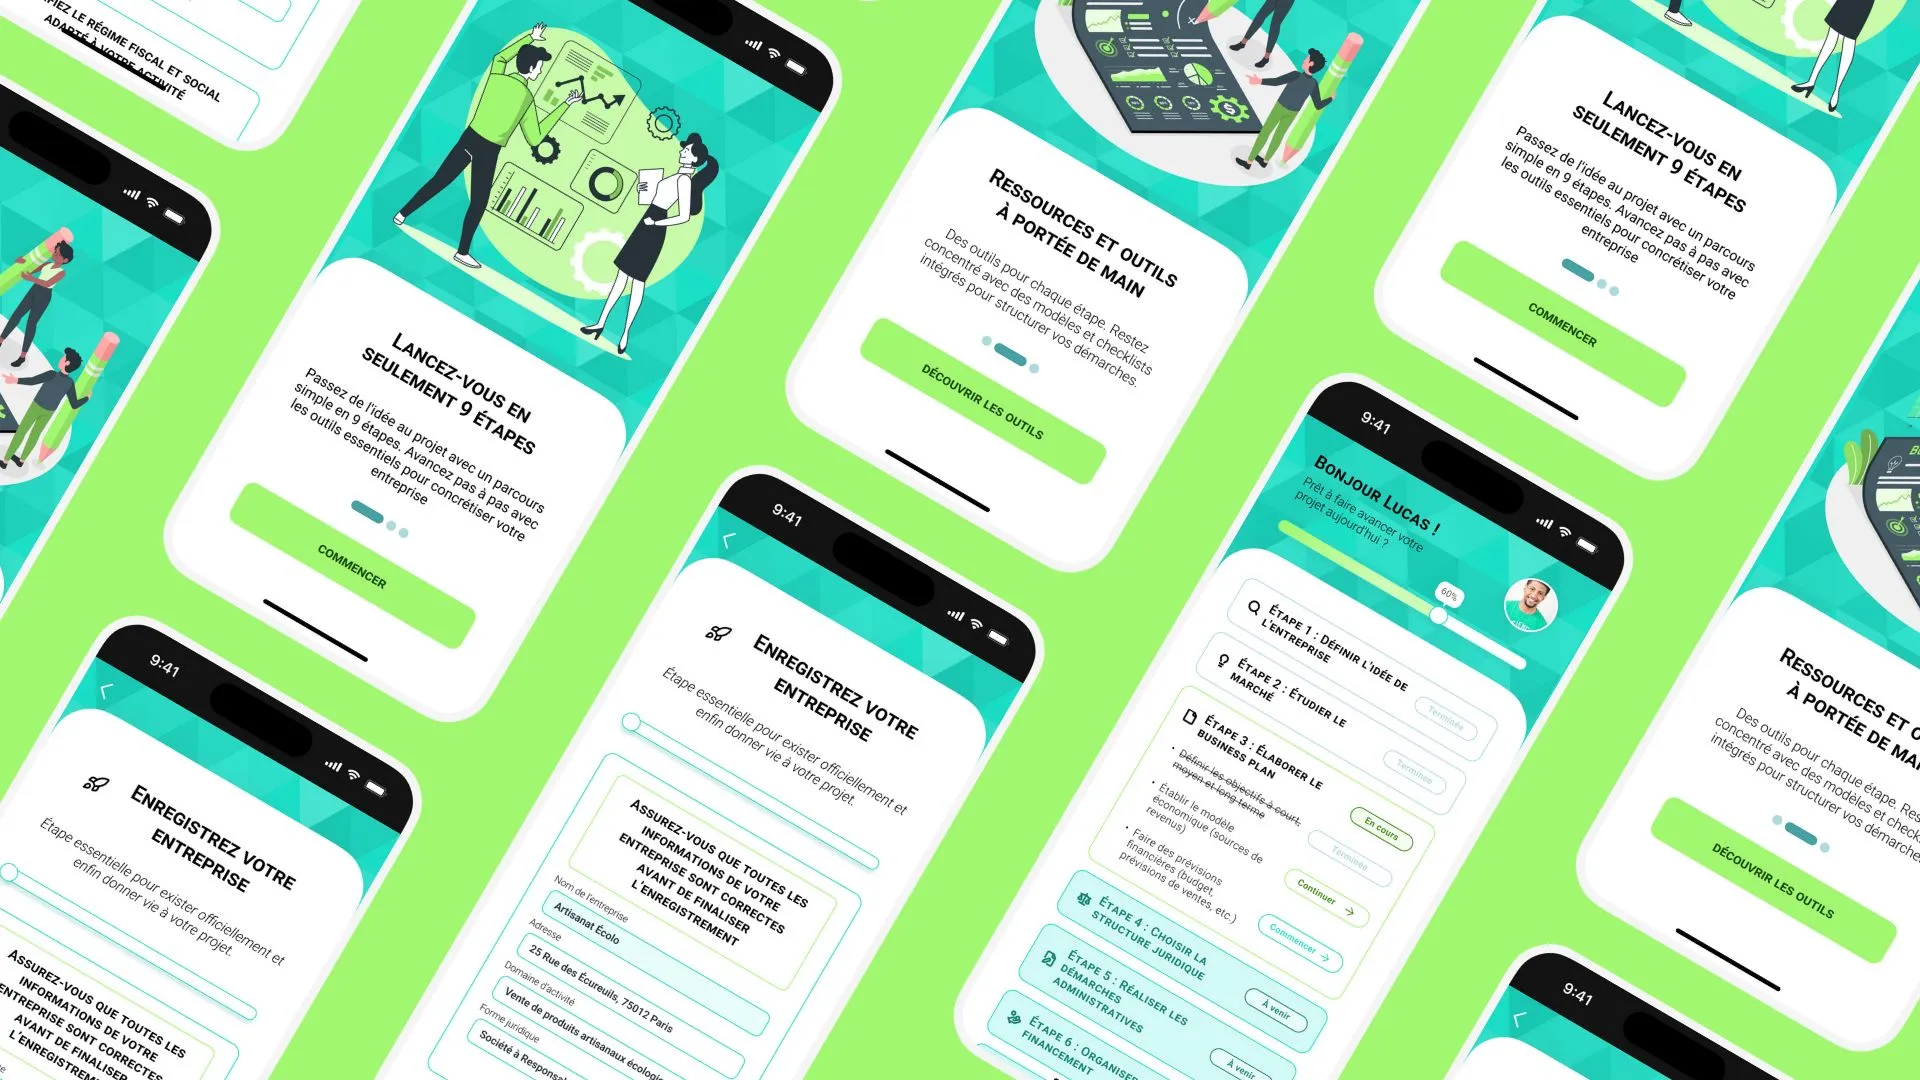 FIEZ LE RÉGIME FISCAL ET SOCIAL
ADAPTÉ À VOTRE ACTIVITÉ
LANCEZ-VOUS EN
SEULEMENT 9 ÉTAPES
Passez de l'idée au projet avec un parcours
simple en 9 étapes. Avancez pas à pas avec
les outils essentiels pour concrétiser votre
entreprise
COMMENCER
RESSOURCES ET OUTILS
À PORTÉE DE MAIN
Des outils pour chaque étape. Restez
concentré avec des modèles et checklists
intégrés pour structurer vos démarches.
DÉCOUVRIR LES OUTILS
LANCEZ-VOUS EN
SEULEMENT 9 ÉTAPES
Passez de l'idée au projet avec un parcours
simple en 9 étapes. Avancez pas à pas avec
les outils essentiels pour concrétiser votre
entreprise
COMMENCER
9:41
ENREGISTREZ VOTRE
ENTREPRISE
Étape essentielle pour exister officiellement et
enfin donner vie à votre projet.
ASSUREZ-VOUS QUE TOUTES LES
INFORMATIONS DE VOTRE
ENTREPRISE SONT CORRECTES
AVANT DE FINALISER
L'ENREGISTREM
9:41
ENREGISTREZ VOTRE
ENTREPRISE
Étape essentielle pour exister officiellement et
enfin donner vie à votre projet.
ASSUREZ-VOUS QUE TOUTES LES
INFORMATIONS DE VOTRE
ENTREPRISE SONT CORRECTES
AVANT DE FINALISER
L'ENREGISTREMENT
Nom de l'entreprise
Artisanat Écolo
Adresse
25 Rue des Écureuils, 75012 Paris
Domaine d'activité
Vente de produits artisanaux écologi
Forme juridique
Société à Responsa
9:41
BONJOUR LUCAS !
Prêt à faire avancer votre
projet aujourd'hui ?
60%
ÉTAPE 1 : DÉFINIR L'IDÉE DE
L'ENTREPRISE
Terminée
ÉTAPE 2 : ÉTUDIER LE
MARCHÉ
Terminée
ÉTAPE 3 : ÉLABORER LE
BUSINESS PLAN
En cours
• Définir les objectifs à court,
moyen et long terme
Terminée
• Établir le modèle
économique (sources de
revenus)
Continuer →
• Faire des prévisions
financières (budget,
prévisions de ventes, etc.)
Commencer →
ÉTAPE 4 : CHOISIR LA
STRUCTURE JURIDIQUE
À venir
ÉTAPE 5 : RÉALISER LES
DÉMARCHES
ADMINISTRATIVES
À venir
ÉTAPE 6 : ORGANISER
FINANCEMENT
RESSOURCES ET O
À PORTÉE DE MA
Des outils pour chaque étape. Res
concentré avec des modèles et check
intégrés pour structurer vos démarches.
DÉCOUVRIR LES OUTILS
9:41